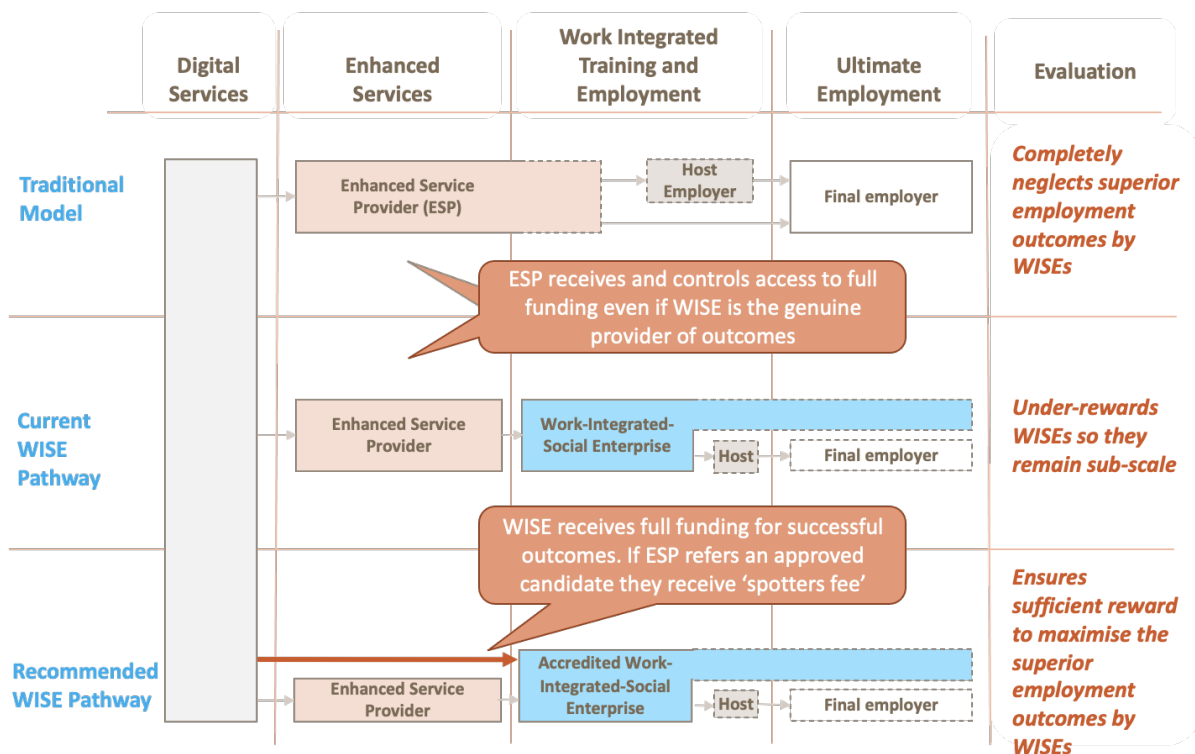 Digital
Services
Enhanced
Services
Work Integrated
Training and
Employment
Ultimate
Employment
Evaluation
Traditional
Model
Enhanced Service
Provider (ESP)
Host
Employer
Final employer
Completely
neglects superior
employment
outcomes by
WISEs
ESP receives and controls access to full
funding even if WISE is the genuine
provider of outcomes
Current
WISE
Pathway
Enhanced Service
Provider
Work-Integrated-
Social Enterprise
Host
Final employer
Under-rewards
WISEs so they
remain sub-scale
WISE receives full funding for successful
outcomes. If ESP refers an approved
candidate they receive ‘spotters fee’
Recommended
WISE Pathway
Enhanced Service
Provider
Accredited Work-
Integrated-Social
Enterprise
Host
Final employer
Ensures
sufficient reward
to maximise the
superior
employment
outcomes by
WISEs